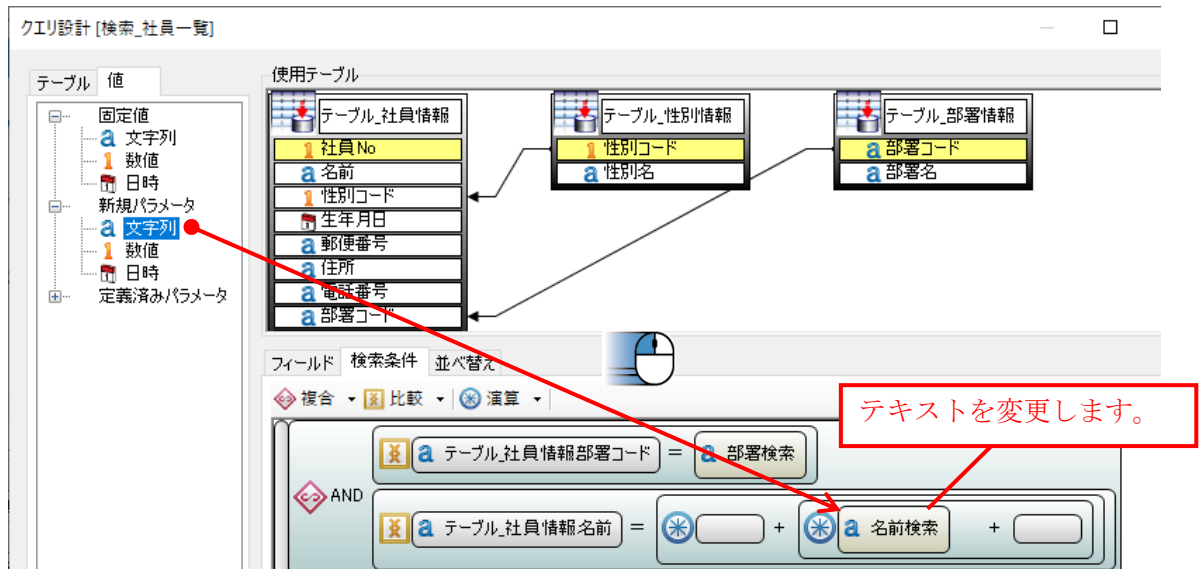 クエリ設計 [検索_社員一覧]
テーブル 値
固定値
a 文字列
1 数値
日時
新規パラメータ
a 文字列
1 数値
日時
定義済みパラメータ
使用テーブル
テーブル_社員情報
1 社員No
a 名前
1 性別コード
生年月日
a 郵便番号
a 住所
a 電話番号
a 部署コード
テーブル_性別情報
1 性別コード
a 性別名
テーブル_部署情報
a 部署コード
a 部署名
フィールド 検索条件 並べ替え
複合 比較 演算
テキストを変更します。
a テーブル_社員情報部署コード = a 部署検索
AND
a テーブル_社員情報:名前 = + a 名前検索 +